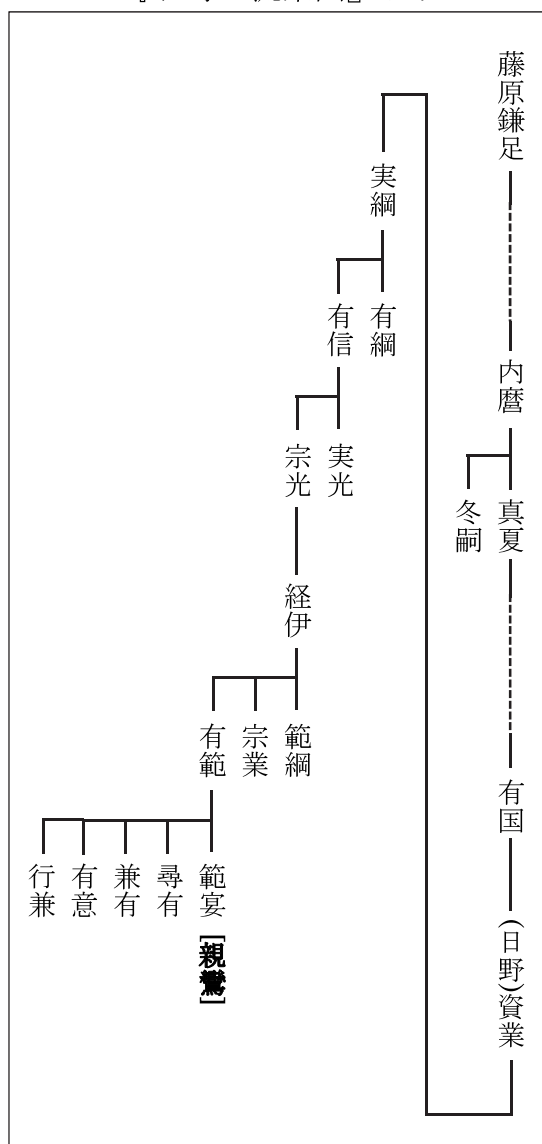 藤原鎌足
内麿
真夏
冬嗣
有国
(日野)資業
実綱
有綱
有信
実光
宗光
経伊
範綱
宗業
有範
範宴
[親鸞]
尋有
兼有
有意
行兼